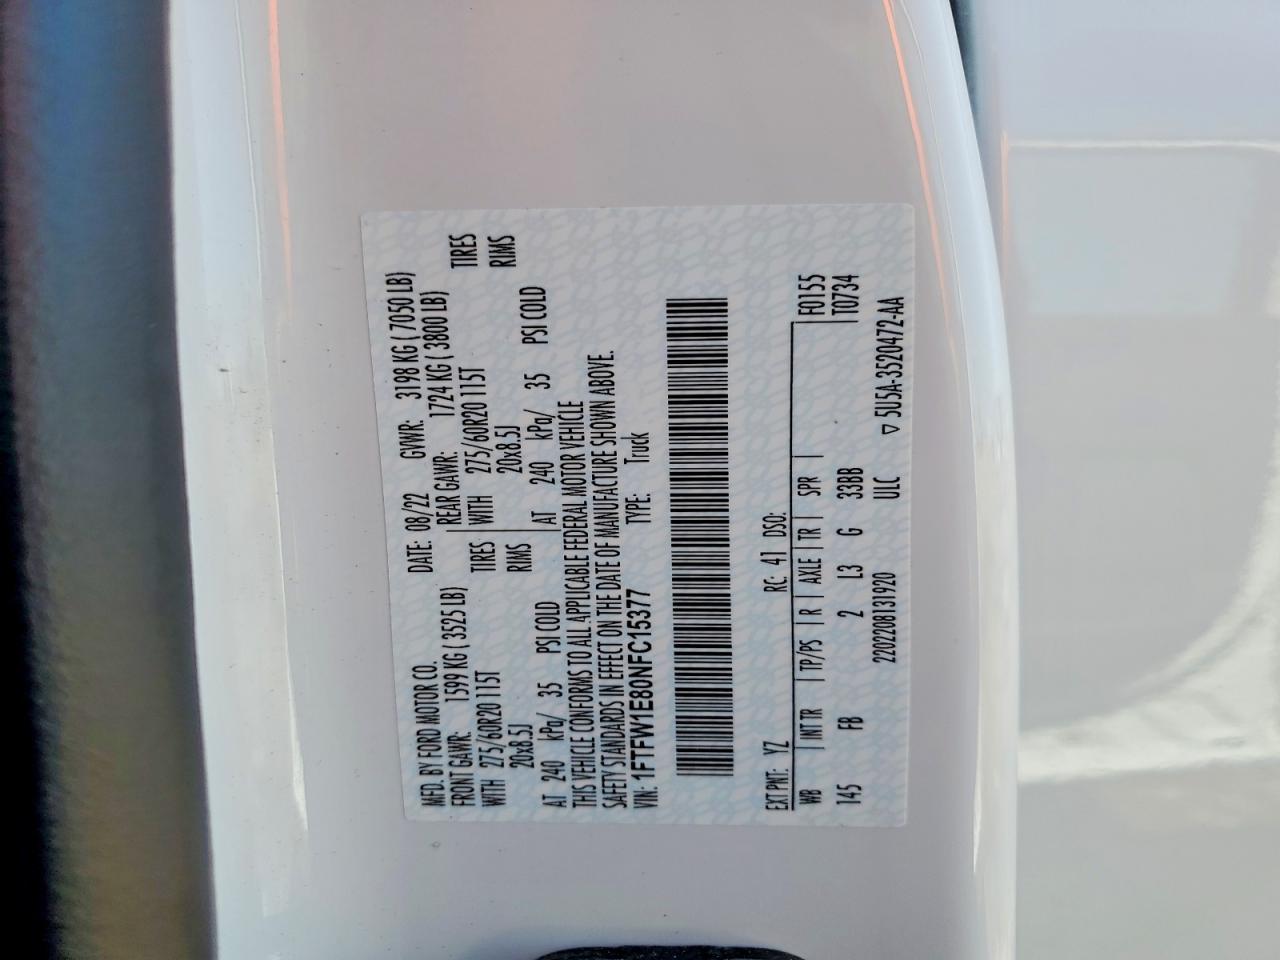 MFD. BY FORD MOTOR CO.
DATE: 08/22 GVWR: 3198 KG ( 7050 LB)
FRONT GAWR: 1599 KG ( 3525 LB) REAR GAWR: 1724 KG ( 3800 LB)
WITH 275/60R20 115T TIRES WITH 275/60R20 115T TIRES
20x8.5J RIMS 20x8.5J RIMS
AT 240 kPa/ 35 PSI COLD AT 240 kPa/ 35 PSI COLD
THIS VEHICLE CONFORMS TO ALL APPLICABLE FEDERAL MOTOR VEHICLE
SAFETY STANDARDS IN EFFECT ON THE DATE OF MANUFACTURE SHOWN ABOVE.
VIN: 1FTFW1E80NFC15377 TYPE: Truck
EXT PNT: YZ RC: 41 DSO:
WB INT TR TP/PS R AXLE TR SPR F0155
145 FB 2 L3 G 33BB T0734
202208131920 ULC ▽ 5U5A-3520472-AA